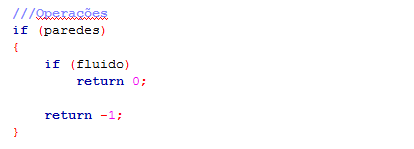 ///Operações
if (paredes)
{
    if (fluido)
        return 0;

    return -1;
}